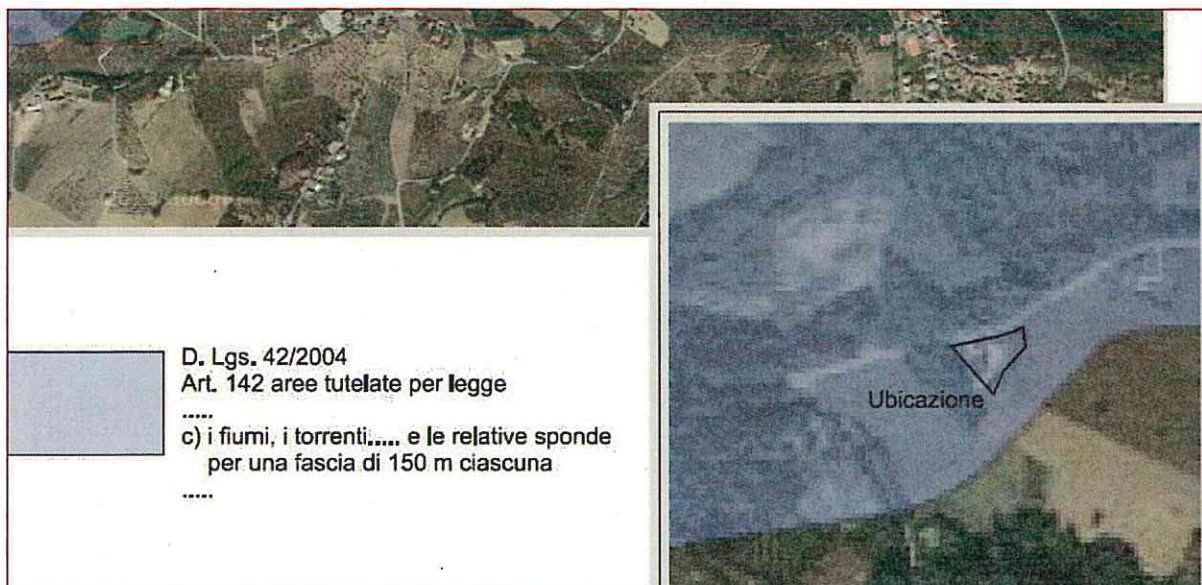 D. Lgs. 42/2004
Art. 142 aree tutelate per legge
.....
c) i fiumi, i torrenti..... e le relative sponde
per una fascia di 150 m ciascuna
.....
Ubicazione